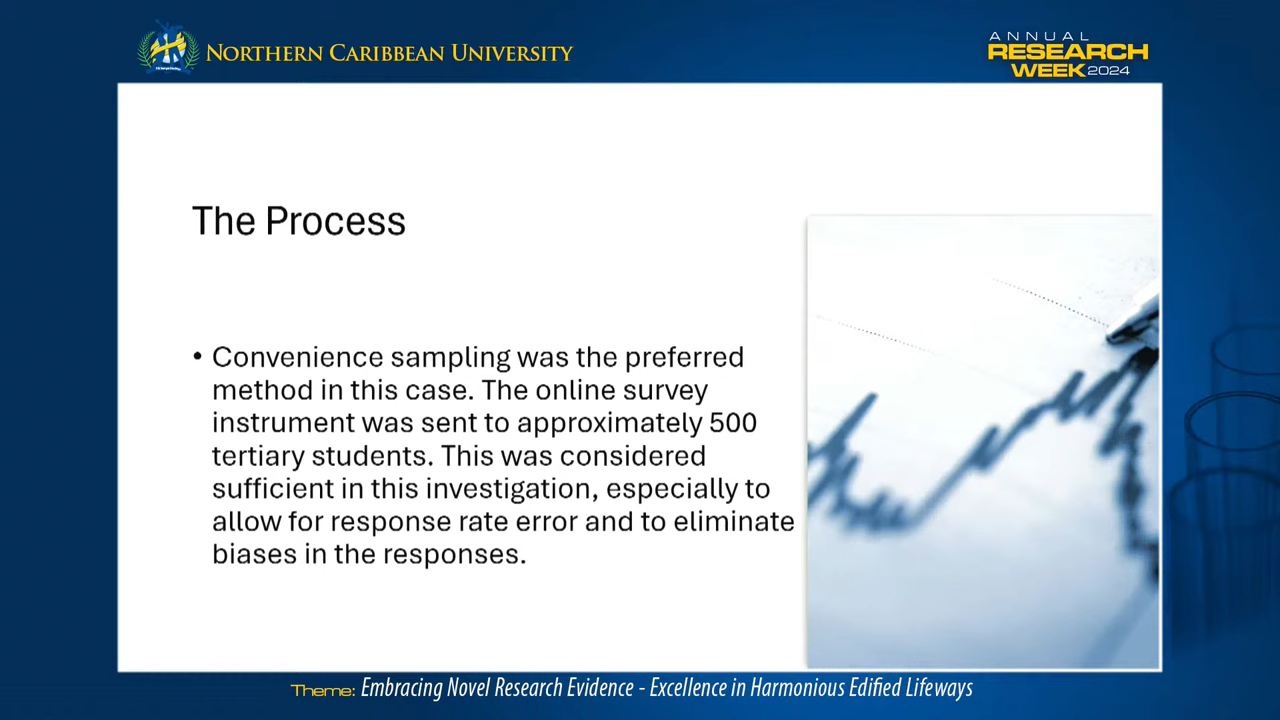 NORTHERN CARIBBEAN UNIVERSITY
ANNUAL
RESEARCH
WEEK 2024
The Process
• Convenience sampling was the preferred
method in this case. The online survey
instrument was sent to approximately 500
tertiary students. This was considered
sufficient in this investigation, especially to
allow for response rate error and to eliminate
biases in the responses.
Theme: Embracing Novel Research Evidence - Excellence in Harmonious Edified Lifeways